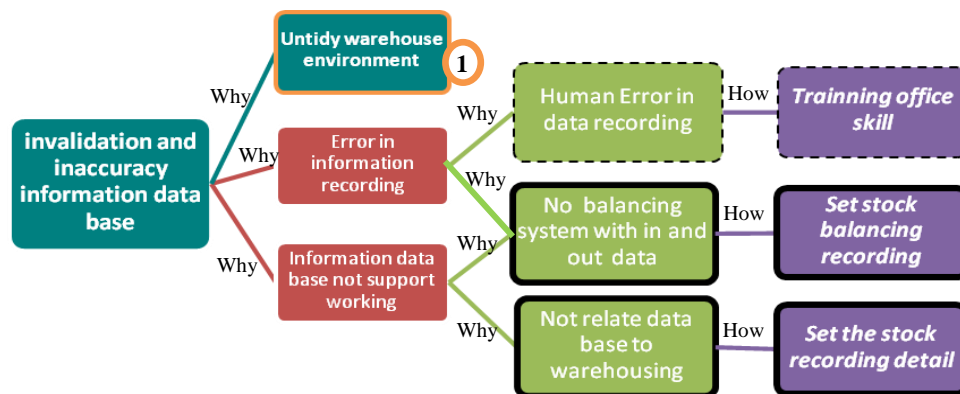 Untidy warehouse
environment
1
Why
Human Error in
data recording
How
Trainning office
skill
Why
invalidation and
inaccuracy
information data
base
Why
Error in
information
recording
Why
No balancing
system with in and
out data
How
Set stock
balancing
recording
Why
Information data
base not support
working
Why
Why
Not relate data
base to
warehousing
How
Set the stock
recording detail